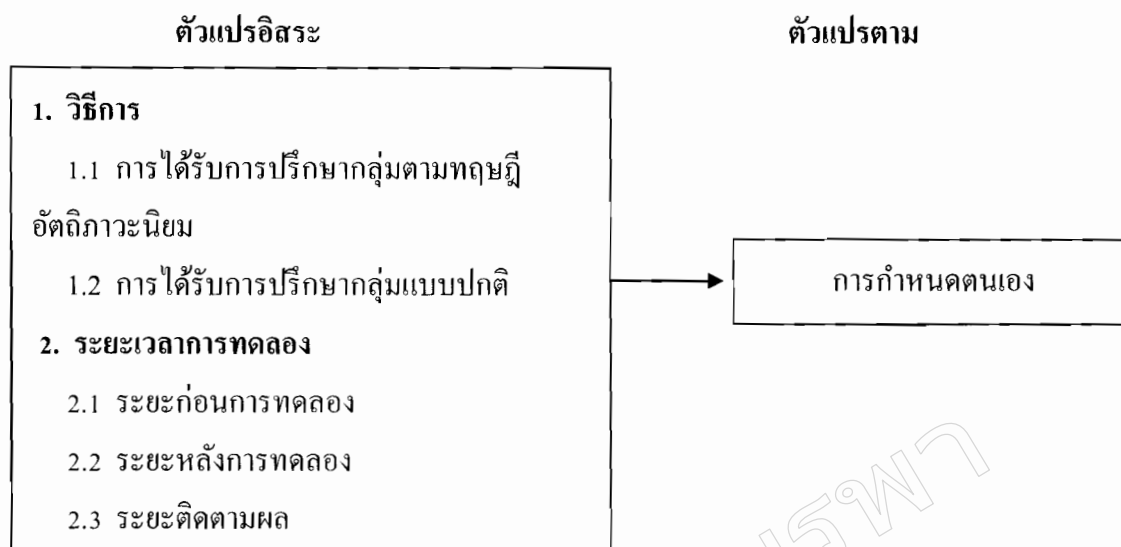 ตัวแปรอิสระ
ตัวแปรตาม
1. วิธีการ
1.1 การได้รับการปรึกษากลุ่มตามทฤษฎี
อัตถิภาวะนิยม
1.2 การได้รับการปรึกษากลุ่มแบบปกติ
2. ระยะเวลาการทดลอง
2.1 ระยะก่อนการทดลอง
2.2 ระยะหลังการทดลอง
2.3 ระยะติดตามผล
การกำหนดตนเอง